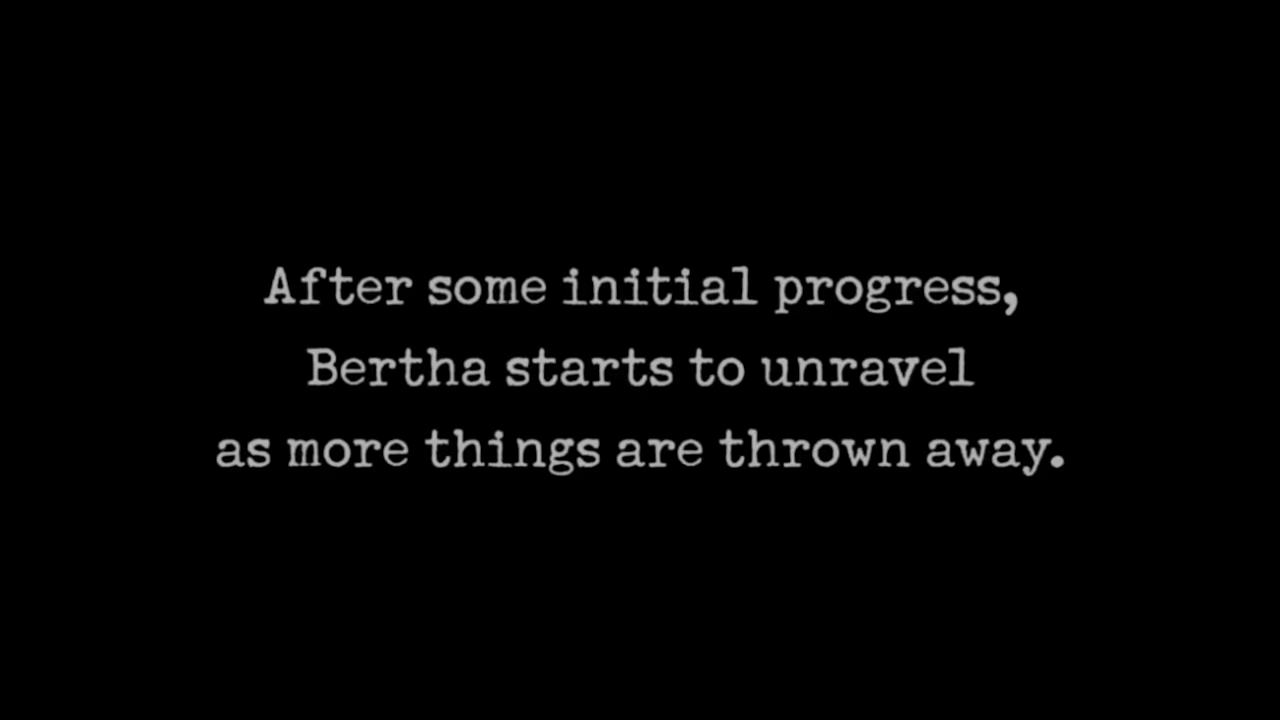 After some initial progress,
Bertha starts to unravel
as more things are thrown away.